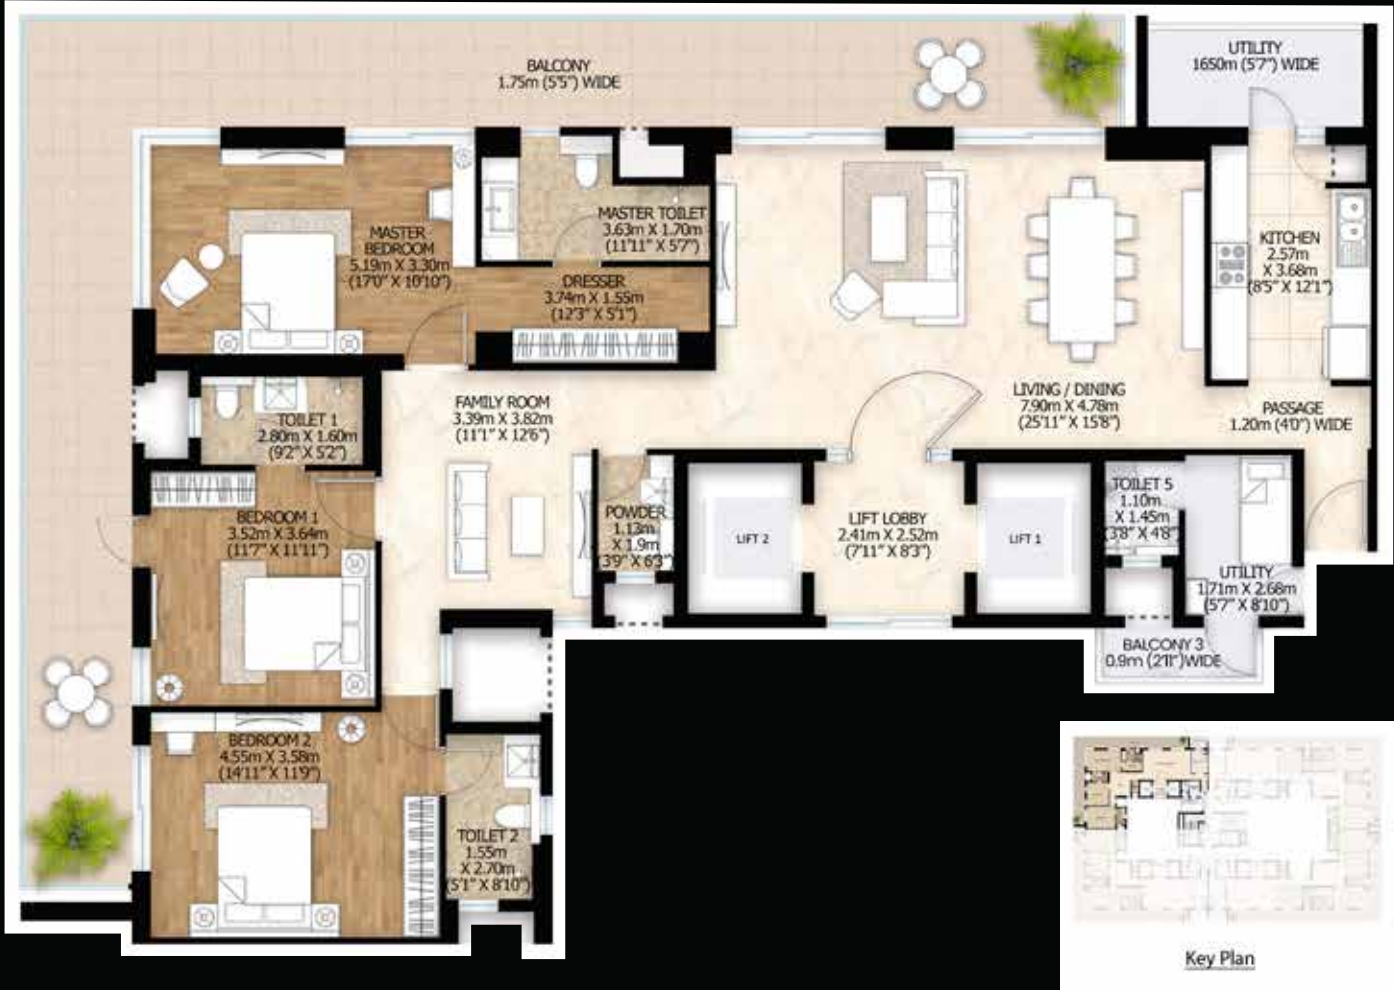 BALCONY
1.75m (5'5") WIDE
UTILITY
1650m (5'7") WIDE
MASTER
BEDROOM
5.19m X 3.30m
(17'0" X 10'10")
MASTER TOILET
3.63m X 1.70m
(11'11" X 5'7")
DRESSER
3.74m X 1.55m
(12'3" X 5'1")
KITCHEN
2.57m
X 3.68m
(8'5" X 12'1")
TOILET 1
2.80m X 1.60m
(9'2" X 5'2")
FAMILY ROOM
3.39m X 3.82m
(11'1" X 12'6")
LIVING / DINING
7.90m X 4.78m
(25'11" X 15'8")
PASSAGE
1.20m (4'0") WIDE
BEDROOM 1
3.52m X 3.64m
(11'7" X 11'11")
POWDER
1.13m
X 1.9m
(3'9" X 6'3")
LIFT 2
LIFT LOBBY
2.41m X 2.52m
(7'11" X 8'3")
LIFT 1
TOILET 5
1.10m
X 1.45m
(3'8" X 4'8")
UTILITY
1.71m X 2.68m
(5'7" X 8'10")
BALCONY 3
0.9m (2'11")WIDE
BEDROOM 2
4.55m X 3.58m
(14'11" X 11'9")
TOILET 2
1.55m
X 2.70m
(5'1" X 8'10")
Key Plan